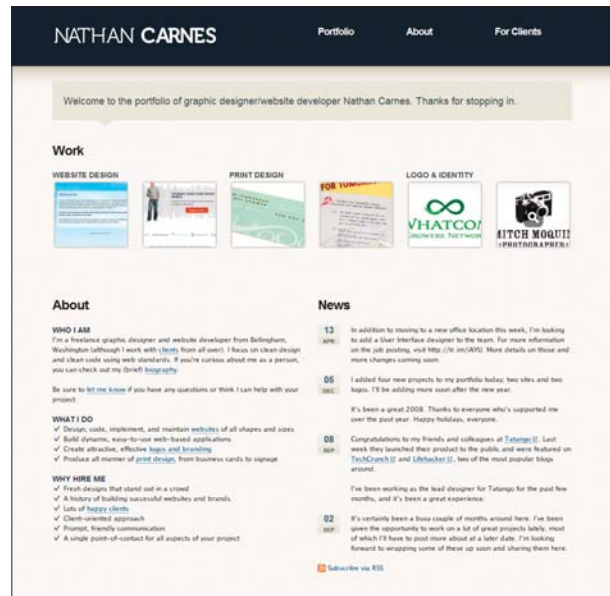 NATHAN CARNES
Portfolio
About
For Clients
Welcome to the portfolio of graphic designer/website developer Nathan Carnes. Thanks for stopping in.
Work
WEBSITE DESIGN
PRINT DESIGN
LOGO & IDENTITY
FOR TOMOR
WHATCOM
GROWERS NETWOR
MITCH MOQUI
PHOTOGRAPHER
About
WHO I AM
I'm a freelance graphic designer and website developer from Bellingham,
Washington (although I work with clients from all over). I focus on clean design
and clean code using web standards. If you're curious about me as a person,
you can check out my (brief) biography.
Be sure to let me know if you have any questions or think I can help with your
project.
WHAT I DO
✓ Design, code, implement, and maintain websites of all shapes and sizes
✓ Build dynamic, easy-to-use web-based applications
✓ Create attractive, effective logos and branding
✓ Produce all manner of print design, from business cards to signage
WHY HIRE ME
✓ Fresh designs that stand out in a crowd
✓ A history of building successful websites and brands
✓ Lots of happy clients
✓ Client-oriented approach
✓ Prompt, friendly communication
✓ A single point-of-contact for all aspects of your project
News
13
APR
In addition to moving to a new office location this week, I'm looking
to add a User Interface designer to the team. For more information
on the job posting, visit http://tr.im/iAYU. More details on those and
more changes coming soon.
05
DEC
I added four new projects to my portfolio today; two sites and two
logos. I'll be adding more soon after the new year.
It's been a great 2008. Thanks to everyone who's supported me
over the past year. Happy holidays, everyone.
08
SEP
Congratulations to my friends and colleagues at Tatango. Last
week they launched their product to the public and were featured on
TechCrunch and Lifehacker, two of the most popular blogs
around.
I've been working as the lead designer for Tatango for the past few
months, and it's been a great experience.
02
SEP
It's certainly been a busy couple of months around here. I've been
given the opportunity to work on a lot of great projects lately, most
of which I'll have to post more about at a later date. I'm looking
forward to wrapping some of these up soon and sharing them here.
Subscribe via RSS